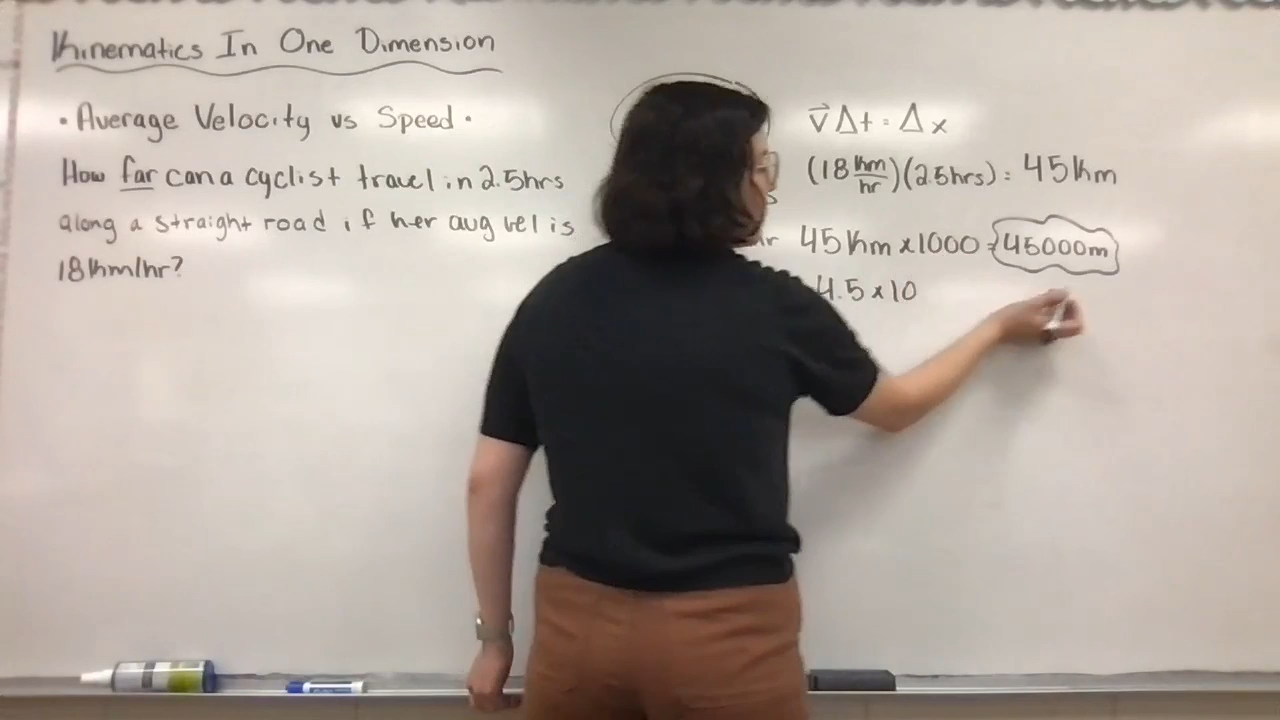 Kinematics In One Dimension
• Average Velocity vs Speed •
How far can a cyclist travel in 2.5hrs
along a straight road if her avg vel is
18km/hr?
v⃗ Δt = Δx
(18 km/hr)(2.5hrs) = 45km
45km x 1000 = 45000m
4.5 x 10